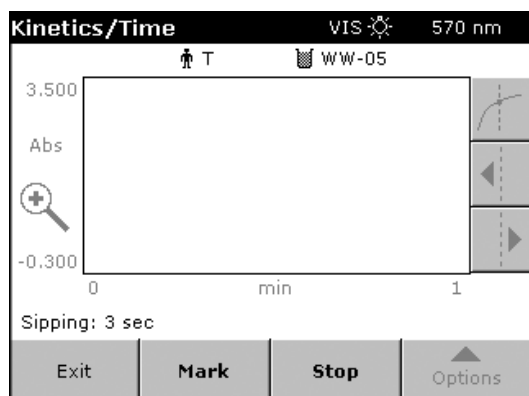 Kinetics/Time VIS 570 nm
T WW-05
3.500
Abs
-0.300
0 min 1
Sipping: 3 sec
Exit Mark Stop Options